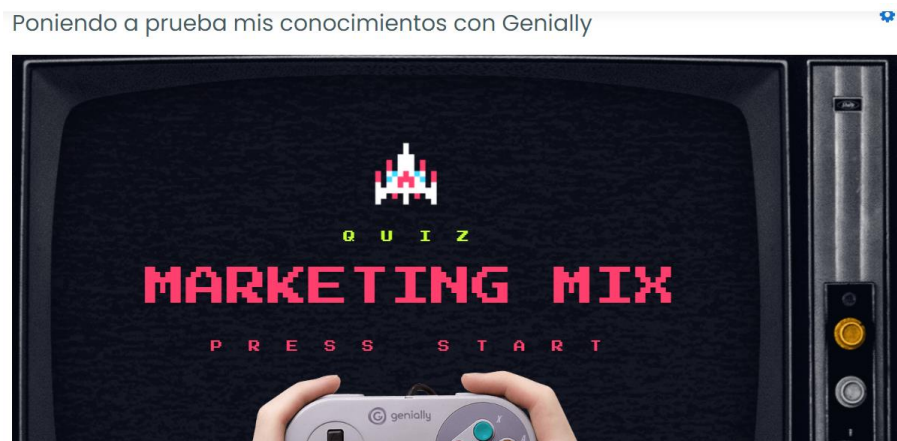 Poniendo a prueba mis conocimientos con Genially
QUIZ
MARKETING MIX
PRESS START
genially
X